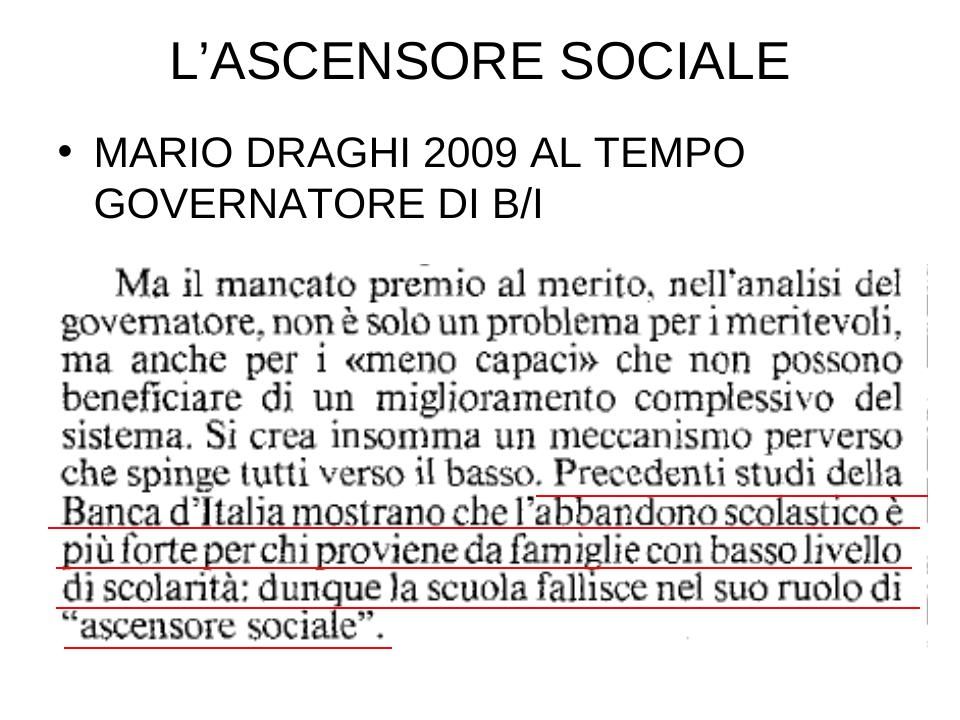 L’ASCENSORE SOCIALE
• MARIO DRAGHI 2009 AL TEMPO
GOVERNATORE DI B/I
Ma il mancato premio al merito, nell'analisi del
governatore, non è solo un problema per i meritevoli,
ma anche per i «meno capaci» che non possono
beneficiare di un miglioramento complessivo del
sistema. Si crea insomma un meccanismo perverso
che spinge tutti verso il basso. Precedenti studi della
Banca d'Italia mostrano che l'abbandono scolastico è
più forte per chi proviene da famiglie con basso livello
di scolarità: dunque la scuola fallisce nel suo ruolo di
“ascensore sociale”.